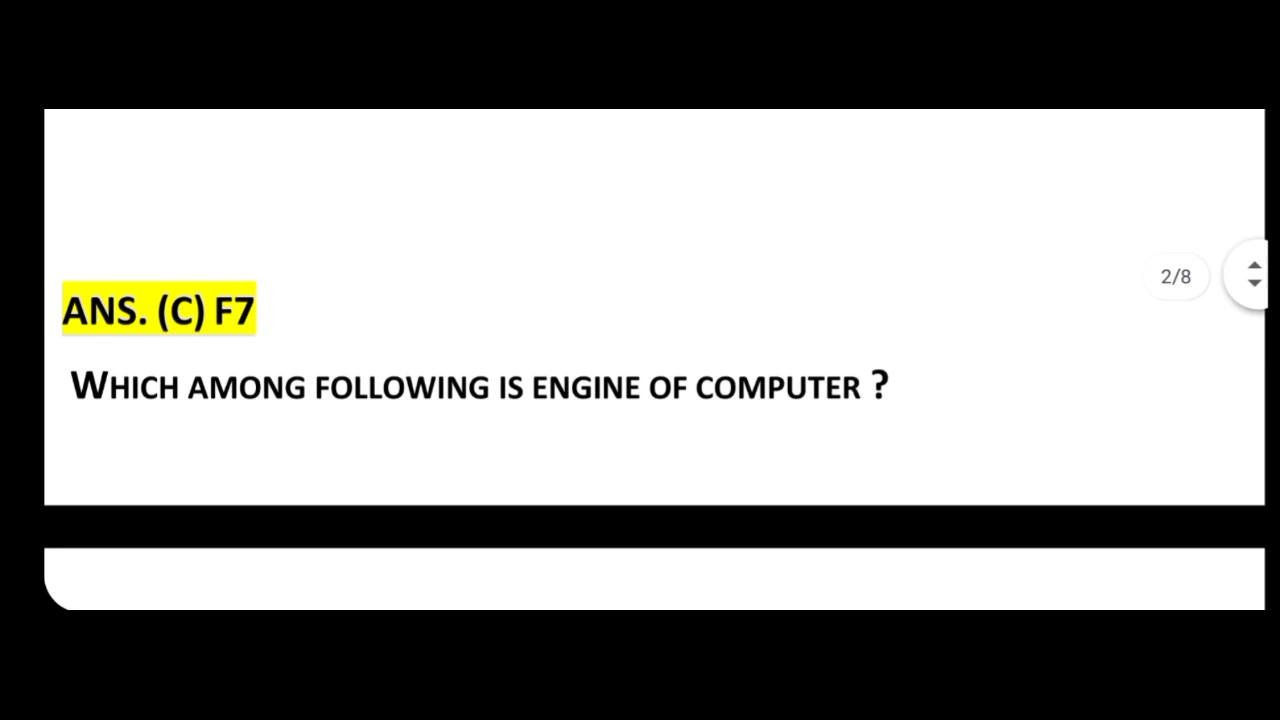 2/8
ANS. (C) F7
WHICH AMONG FOLLOWING IS ENGINE OF COMPUTER ?